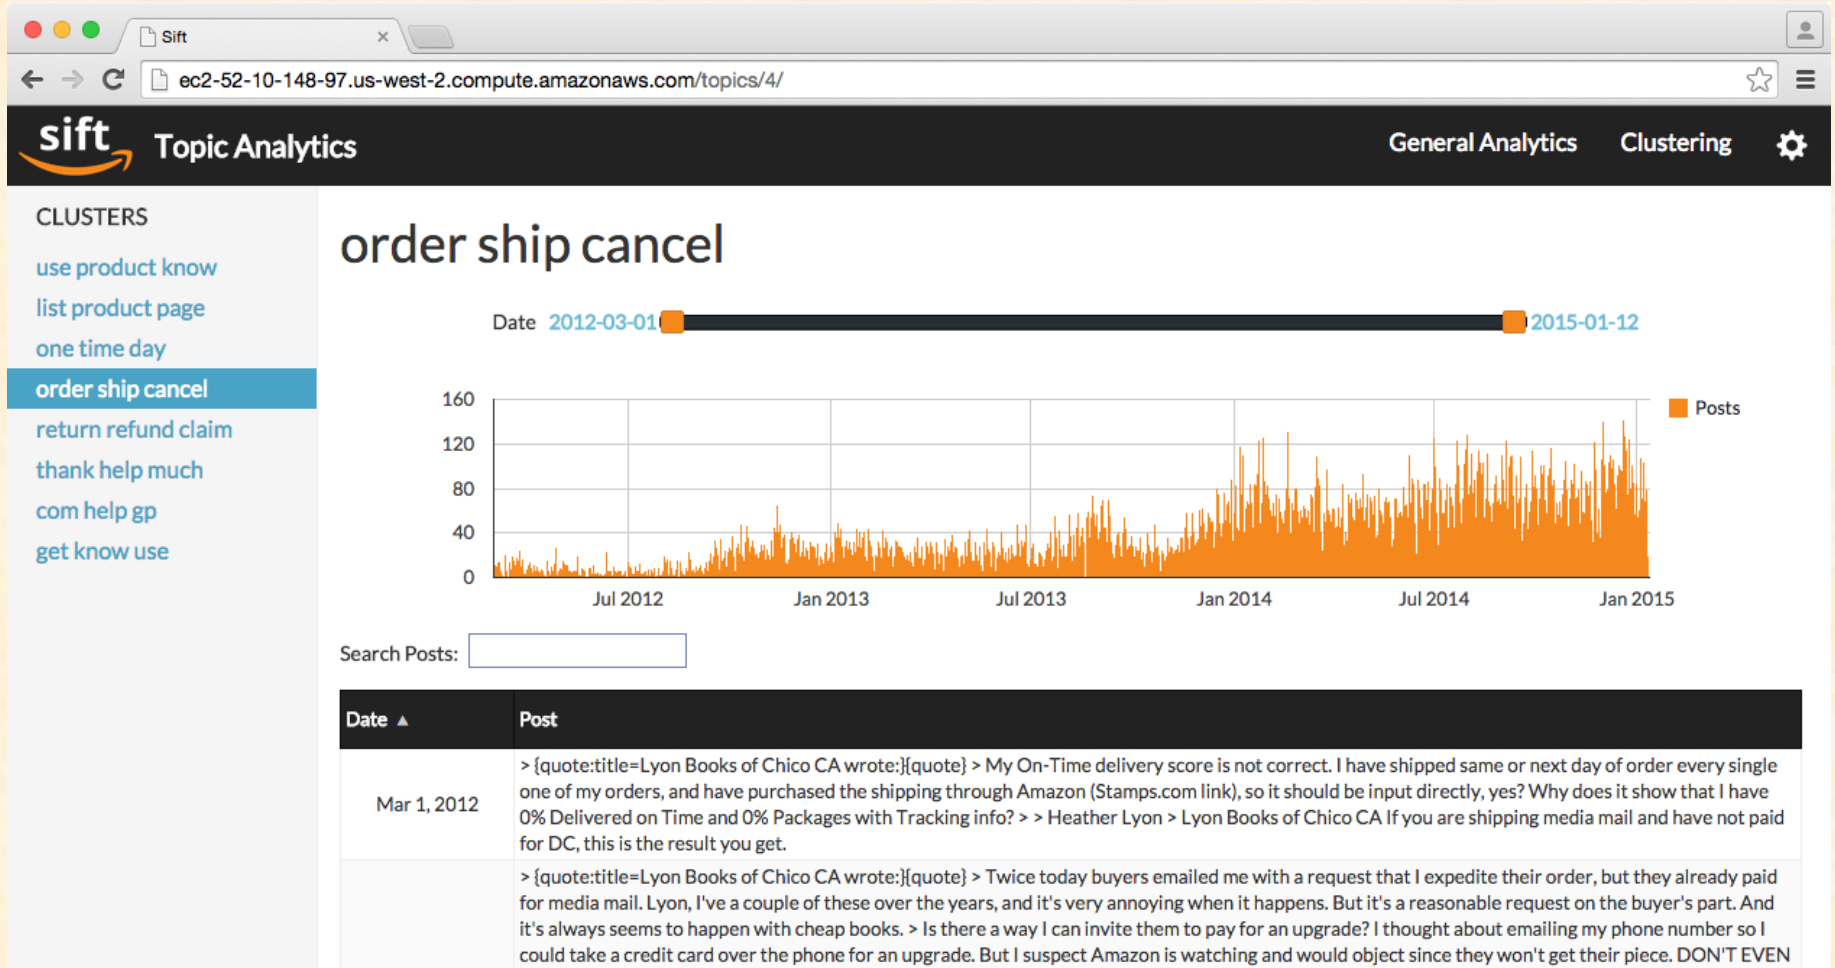 Sift
ec2-52-10-148-97.us-west-2.compute.amazonaws.com/topics/4/
sift
Topic Analytics
General Analytics
Clustering
CLUSTERS
use product know
list product page
one time day
order ship cancel
return refund claim
thank help much
com help gp
get know use
order ship cancel
Date 2012-03-01 2015-01-12
160
120
80
40
0
Posts
Jul 2012 Jan 2013 Jul 2013 Jan 2014 Jul 2014 Jan 2015
Search Posts:
Date ▲ Post
Mar 1, 2012
> {quote:title=Lyon Books of Chico CA wrote:}{quote} > My On-Time delivery score is not correct. I have shipped same or next day of order every single
one of my orders, and have purchased the shipping through Amazon (Stamps.com link), so it should be input directly, yes? Why does it show that I have
0% Delivered on Time and 0% Packages with Tracking info? > > Heather Lyon > Lyon Books of Chico CA If you are shipping media mail and have not paid
for DC, this is the result you get.
> {quote:title=Lyon Books of Chico CA wrote:}{quote} > Twice today buyers emailed me with a request that I expedite their order, but they already paid
for media mail. Lyon, I've a couple of these over the years, and it's very annoying when it happens. But it's a reasonable request on the buyer's part. And
it's always seems to happen with cheap books. > Is there a way I can invite them to pay for an upgrade? I thought about emailing my phone number so I
could take a credit card over the phone for an upgrade. But I suspect Amazon is watching and would object since they won't get their piece. DON'T EVEN